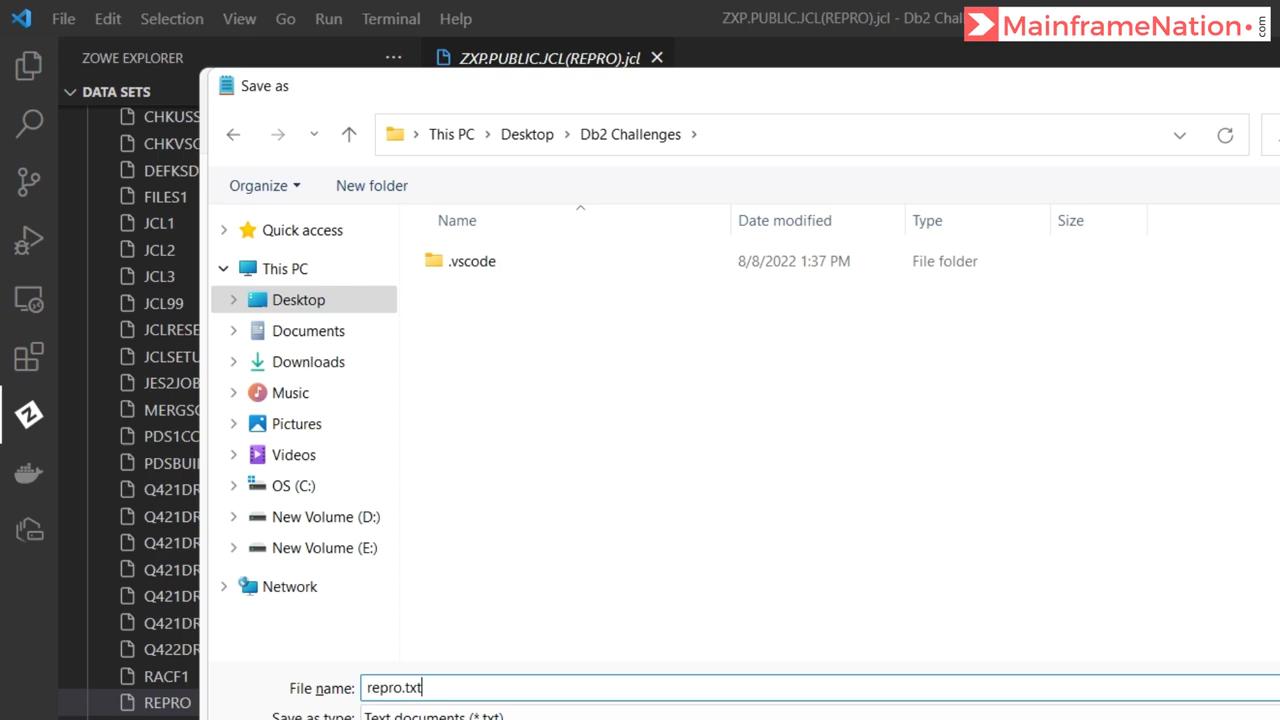 File Edit Selection View Go Run Terminal Help
ZXP.PUBLIC.JCL(REPRO).jcl - Db2 Chal
MainframeNation.com
ZOWE EXPLORER
ZXP.PUBLIC.JCL(REPRO).jcl
DATA SETS
Save as
CHKUSS
CHKVSC
DEFKSD
FILES1
JCL1
JCL2
JCL3
JCL99
JCLRESE
JCLSETU
JES2JOB
MERGSO
PDS1CC
PDSBUIL
Q421DR
Q421DR
Q421DR
Q421DR
Q421DR
Q421DR
Q422DR
RACF1
REPRO
This PC > Desktop > Db2 Challenges >
Organize New folder
Name Date modified Type Size
.vscode 8/8/2022 1:37 PM File folder
Quick access
This PC
Desktop
Documents
Downloads
Music
Pictures
Videos
OS (C:)
New Volume (D:)
New Volume (E:)
Network
File name: repro.txt
Save as type: Text documents (*.txt)